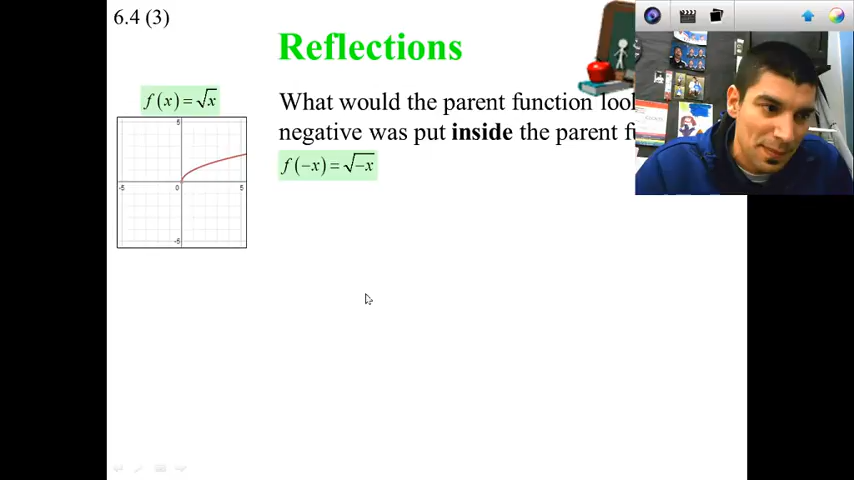 6.4 (3)
Reflections
f(x)=√x
5
-5
0
5
-5
What would the parent function
negative was put inside the parent
f(−x)=√−x